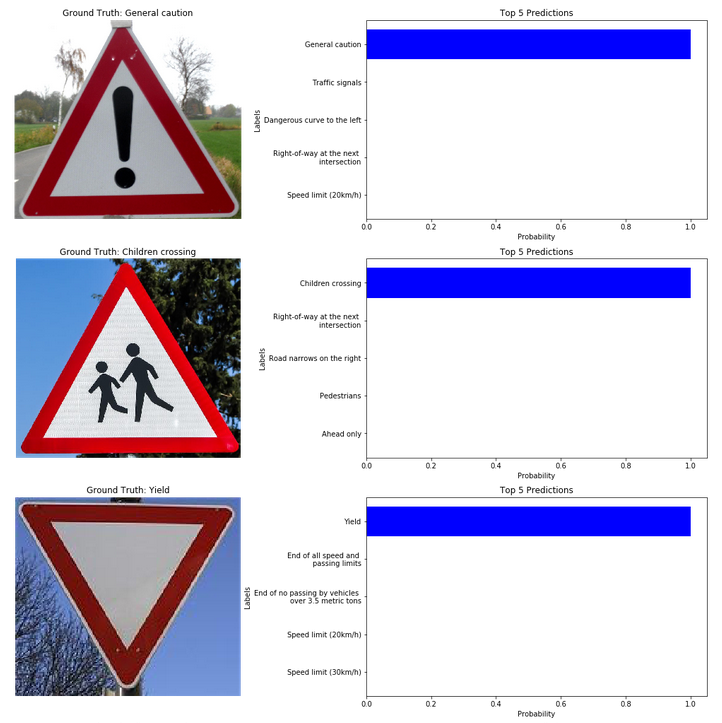 Ground Truth: General caution
Top 5 Predictions
General caution
Traffic signals
Dangerous curve to the left
Right-of-way at the next
intersection
Speed limit (20km/h)
Labels
0.0 0.2 0.4 0.6 0.8 1.0
Probability
Ground Truth: Children crossing
Top 5 Predictions
Children crossing
Right-of-way at the next
intersection
Road narrows on the right
Pedestrians
Ahead only
Labels
0.0 0.2 0.4 0.6 0.8 1.0
Probability
Ground Truth: Yield
Top 5 Predictions
Yield
End of all speed and
passing limits
End of no passing by vehicles
over 3.5 metric tons
Speed limit (20km/h)
Speed limit (30km/h)
Labels
0.0 0.2 0.4 0.6 0.8 1.0
Probability